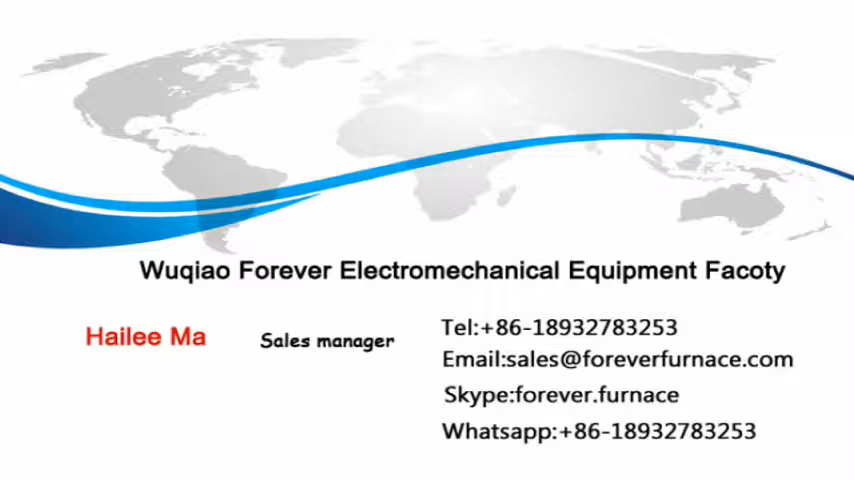 Wuqiao Forever Electromechanical Equipment Facoty
Hailee Ma
Sales manager
Tel:+86-18932783253
Email:sales@foreverfurnace.com
Skype:forever.furnace
Whatsapp:+86-18932783253